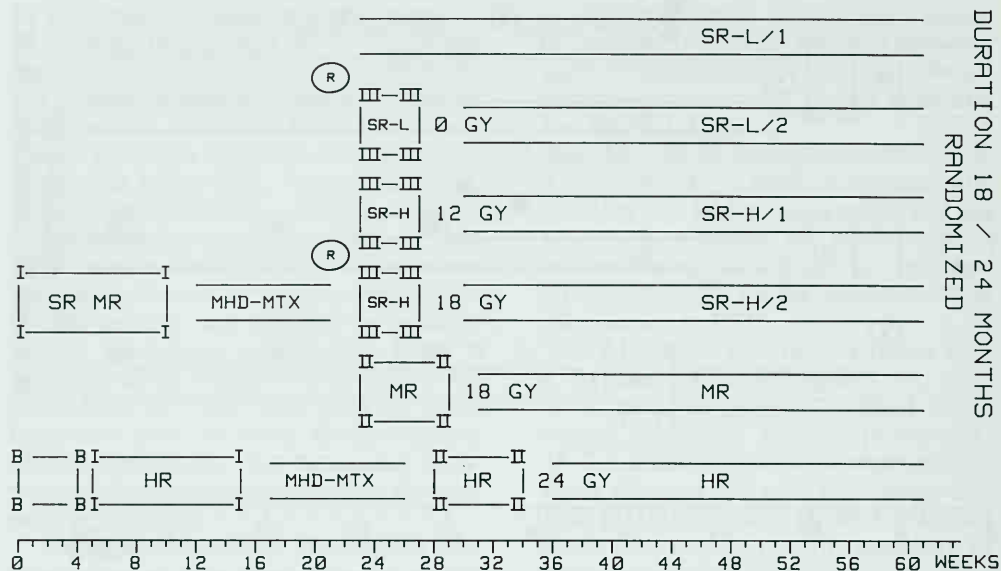 SR-L/1
R
III—III
SR-L 0 GY SR-L/2
III—III
III—III
SR-H 12 GY SR-H/1
III—III
R
I I III—III
SR MR MHD-MTX SR-H 18 GY SR-H/2
I I III—III
II II
MR 18 GY MR
II II
B B I I II II
HR MHD-MTX HR 24 GY HR
B B I I II II
0 4 8 12 16 20 24 28 32 36 40 44 48 52 56 60 WEEKS
DURATION 18 / 24 MONTHS
RANDOMIZED